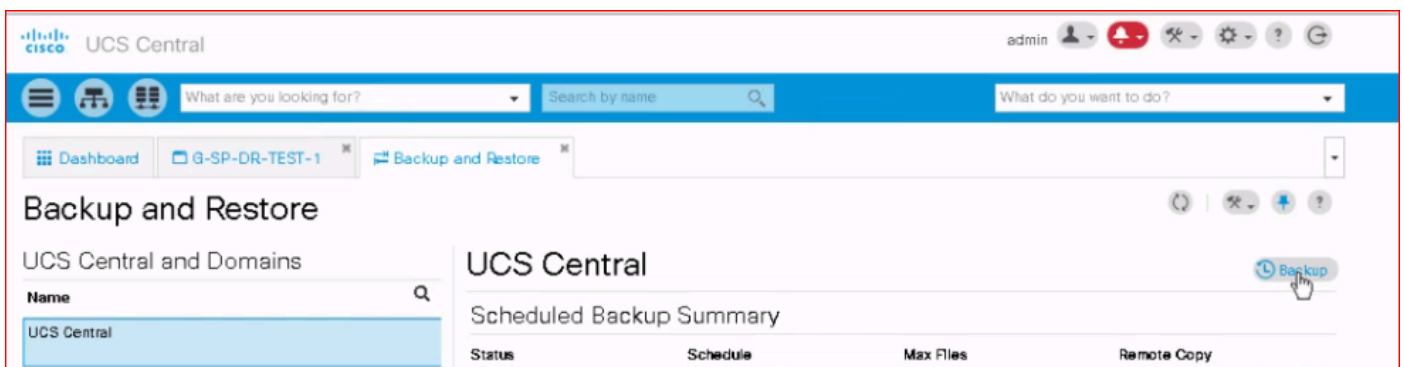 cisco UCS Central
admin
What are you looking for?
Search by name
What do you want to do?
Dashboard
G-SP-DR-TEST-1
Backup and Restore
Backup and Restore
UCS Central and Domains
Name
UCS Central
UCS Central
Backup
Scheduled Backup Summary
Status Schedule Max Files Remote Copy